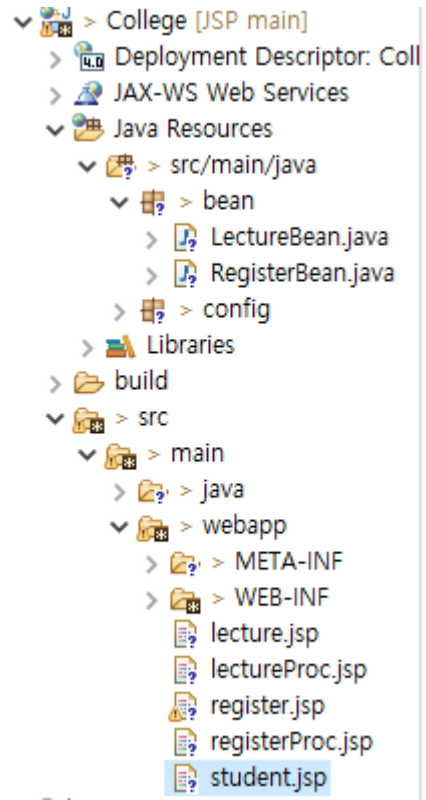 > College [JSP main]
Deployment Descriptor: Coll
JAX-WS Web Services
Java Resources
> src/main/java
> bean
LectureBean.java
RegisterBean.java
> config
Libraries
build
> src
> main
> java
> webapp
> META-INF
> WEB-INF
lecture.jsp
lectureProc.jsp
register.jsp
registerProc.jsp
student.jsp